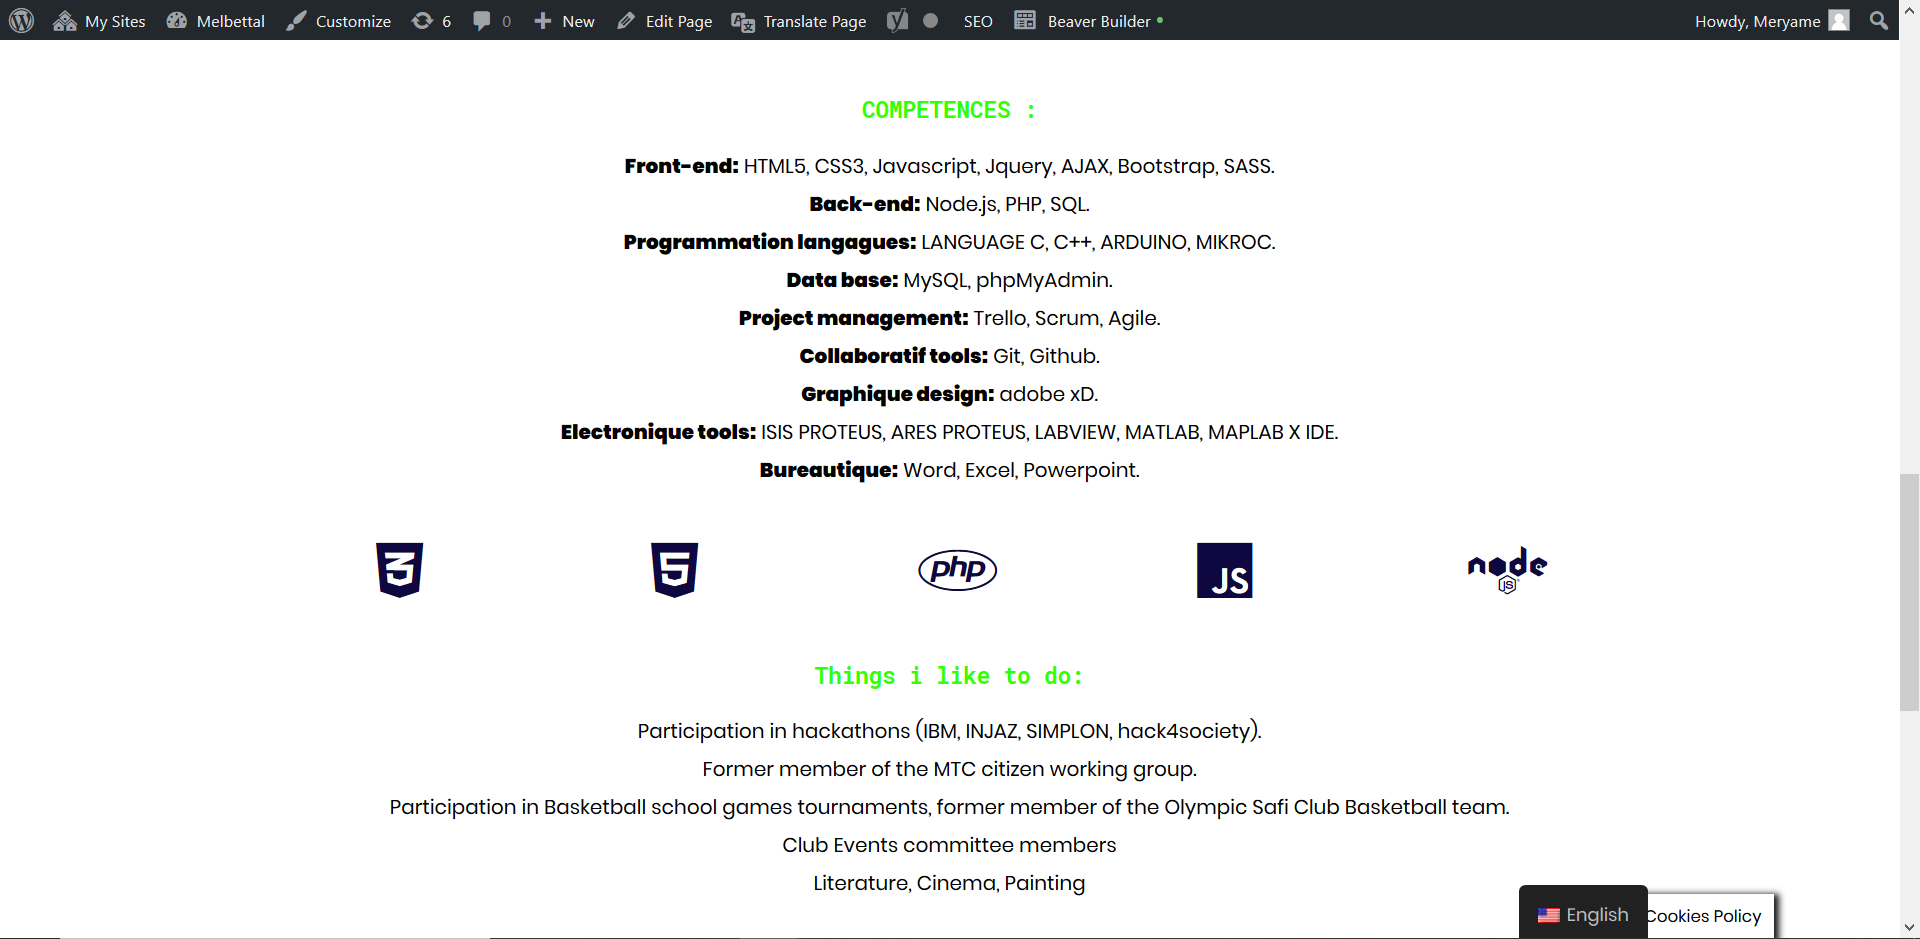 My Sites Melbettal Customize 6 0 New Edit Page Translate Page SEO Beaver Builder Howdy, Meryame
COMPETENCES :
Front-end: HTML5, CSS3, Javascript, Jquery, AJAX, Bootstrap, SASS.
Back-end: Node.js, PHP, SQL.
Programmation langagues: LANGUAGE C, C++, ARDUINO, MIKROC.
Data base: MySQL, phpMyAdmin.
Project management: Trello, Scrum, Agile.
Collaboratif tools: Git, Github.
Graphique design: adobe xD.
Electronique tools: ISIS PROTEUS, ARES PROTEUS, LABVIEW, MATLAB, MAPLAB X IDE.
Bureautique: Word, Excel, Powerpoint.
3 5 php JS node JS
Things i like to do:
Participation in hackathons (IBM, INJAZ, SIMPLON, hack4society).
Former member of the MTC citizen working group.
Participation in Basketball school games tournaments, former member of the Olympic Safi Club Basketball team.
Club Events committee members
Literature, Cinema, Painting
English Cookies Policy